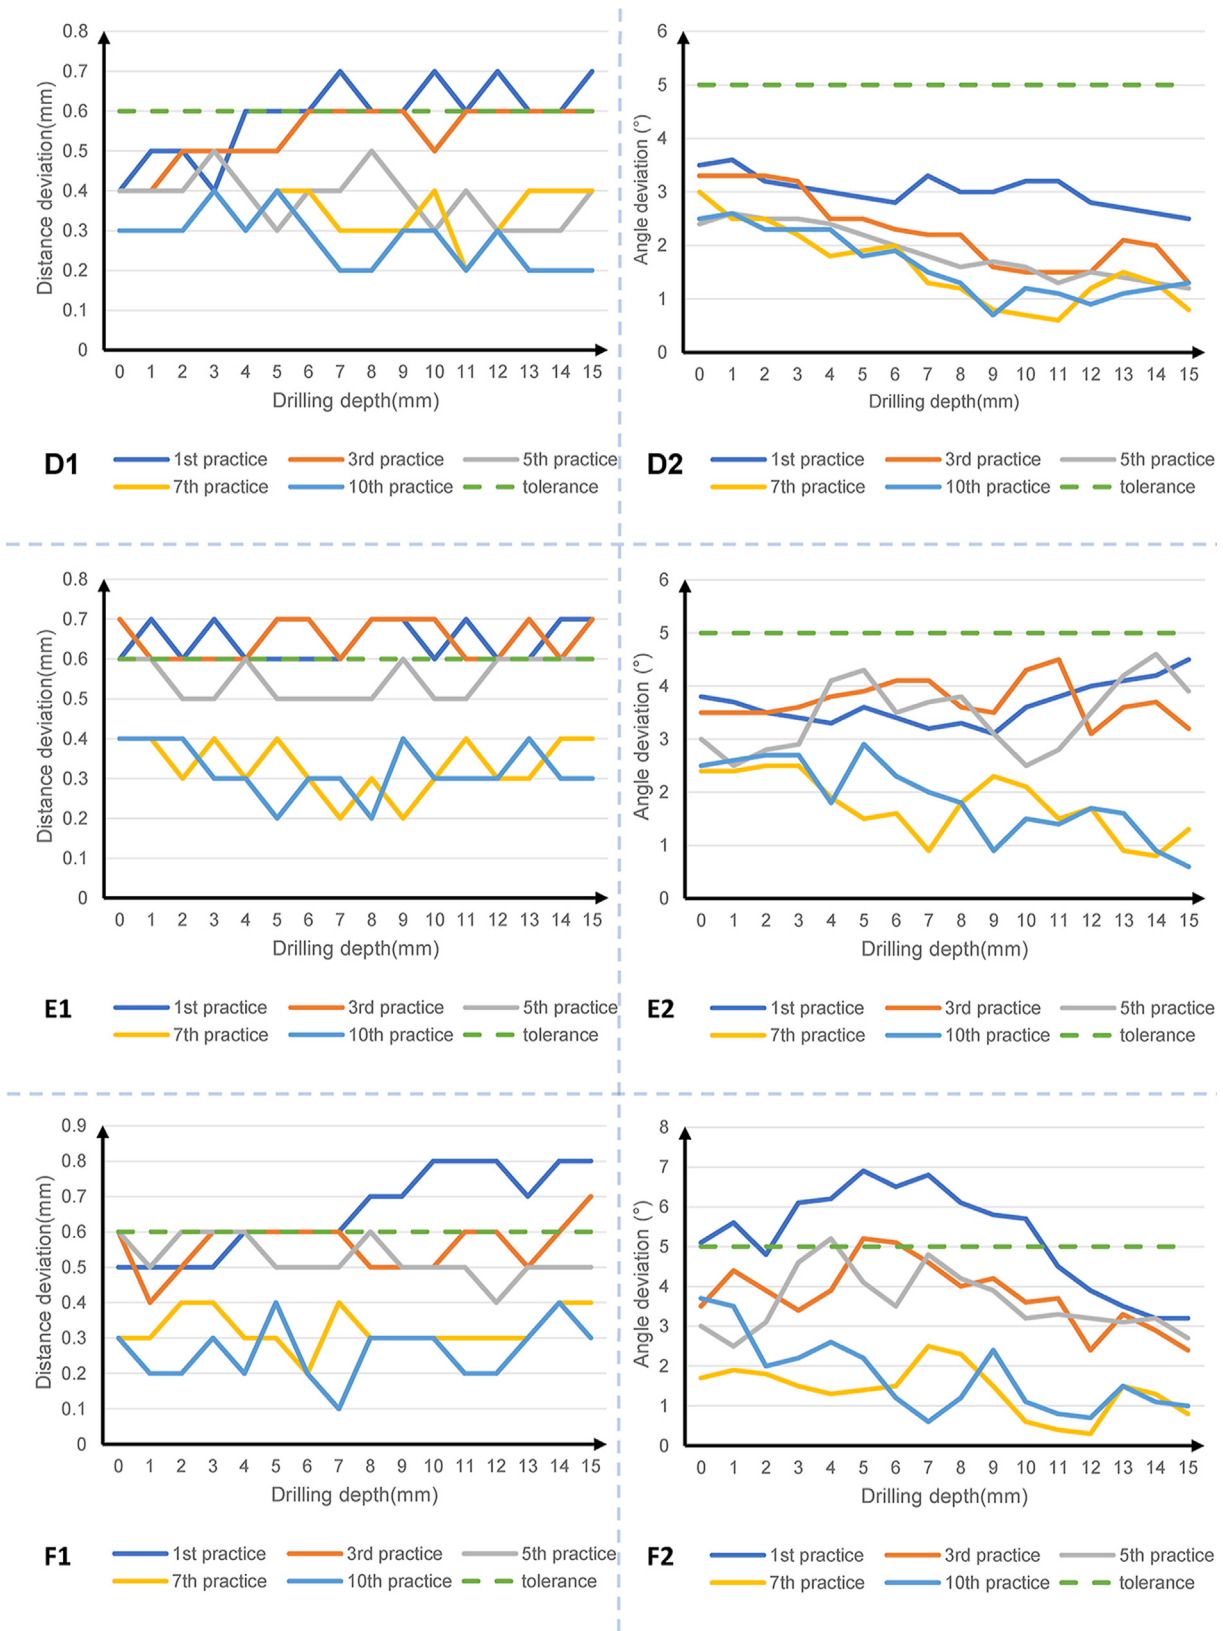 0.8
0.7
0.6
0.5
0.4
0.3
0.2
0.1
0
Distance deviation(mm)
0 1 2 3 4 5 6 7 8 9 10 11 12 13 14 15
Drilling depth(mm)
D1
1st practice 3rd practice 5th practice
7th practice 10th practice tolerance
6
5
4
3
2
1
0
Angle deviation (°)
0 1 2 3 4 5 6 7 8 9 10 11 12 13 14 15
Drilling depth(mm)
D2
1st practice 3rd practice 5th practice
7th practice 10th practice tolerance
0.8
0.7
0.6
0.5
0.4
0.3
0.2
0.1
0
Distance deviation(mm)
0 1 2 3 4 5 6 7 8 9 10 11 12 13 14 15
Drilling depth(mm)
E1
1st practice 3rd practice 5th practice
7th practice 10th practice tolerance
6
5
4
3
2
1
0
Angle deviation (°)
0 1 2 3 4 5 6 7 8 9 10 11 12 13 14 15
Drilling depth(mm)
E2
1st practice 3rd practice 5th practice
7th practice 10th practice tolerance
0.9
0.8
0.7
0.6
0.5
0.4
0.3
0.2
0.1
0
Distance deviation(mm)
0 1 2 3 4 5 6 7 8 9 10 11 12 13 14 15
Drilling depth(mm)
F1
1st practice 3rd practice 5th practice
7th practice 10th practice tolerance
8
7
6
5
4
3
2
1
0
Angle deviation (°)
0 1 2 3 4 5 6 7 8 9 10 11 12 13 14 15
Drilling depth(mm)
F2
1st practice 3rd practice 5th practice
7th practice 10th practice tolerance